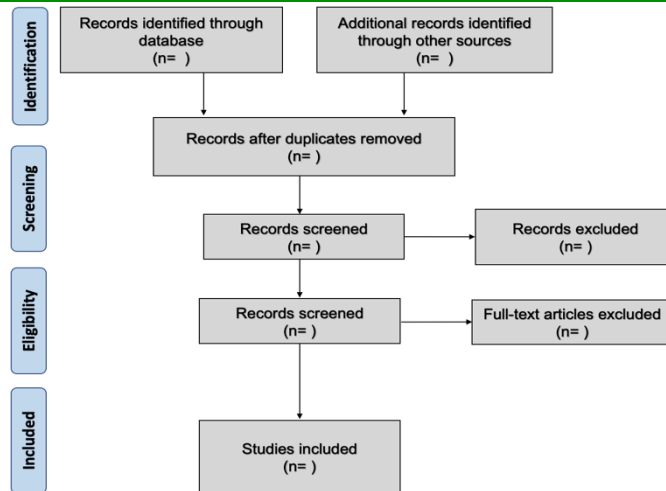 Identification
Records identified through
database
(n=  )
Additional records identified
through other sources
(n=  )
Records after duplicates removed
(n= )
Screening
Records screened
(n= )
Records excluded
(n= )
Eligibility
Records screened
(n= )
Full-text articles excluded
(n= )
Included
Studies included
(n= )